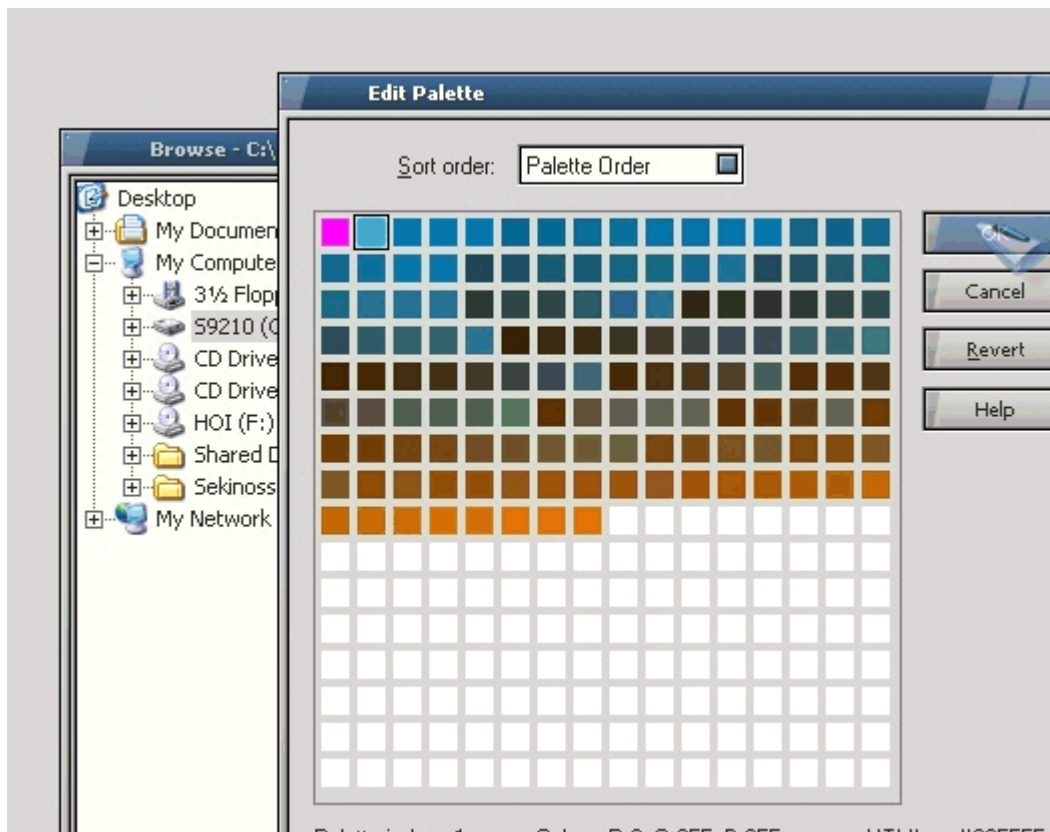 Edit Palette
Browse - C:\
Sort order: Palette Order
Desktop
My Documen
My Compute
3½ Flopp
S9210 (C
CD Drive
CD Drive
HOI (F:)
Shared D
Sekinoss
My Network
OK
Cancel
Revert
Help